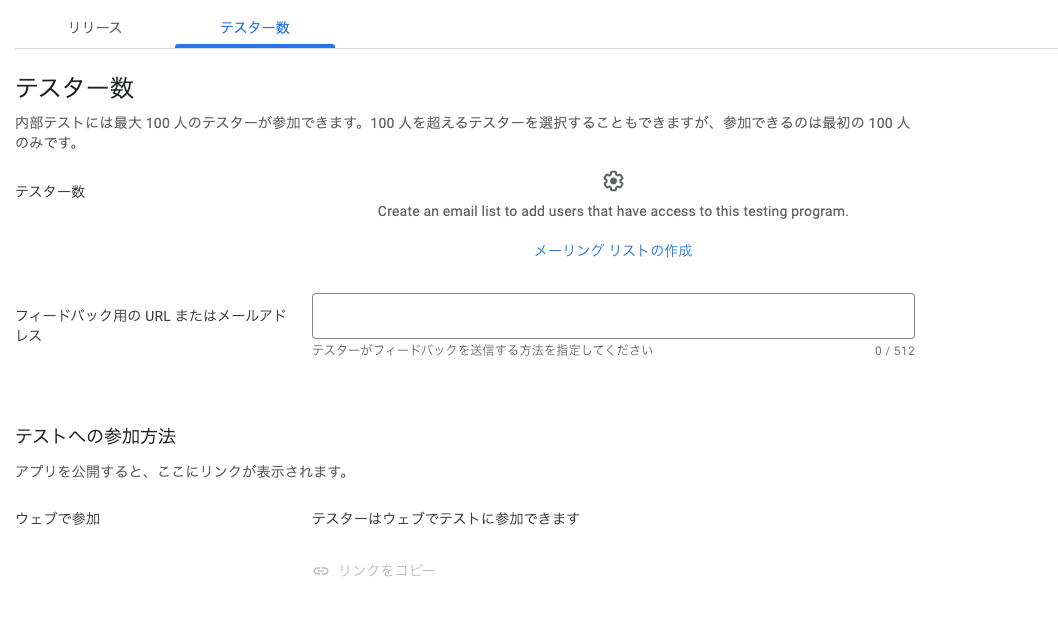 リリース
テスター数
テスター数
内部テストには最大 100 人のテスターが参加できます。100 人を超えるテスターを選択することもできますが、参加できるのは最初の 100 人
のみです。
テスター数
Create an email list to add users that have access to this testing program.
メーリング リストの作成
フィードバック用の URL またはメールアド
レス
テスターがフィードバックを送信する方法を指定してください
0 / 512
テストへの参加方法
アプリを公開すると、ここにリンクが表示されます。
ウェブで参加
テスターはウェブでテストに参加できます
リンクをコピー